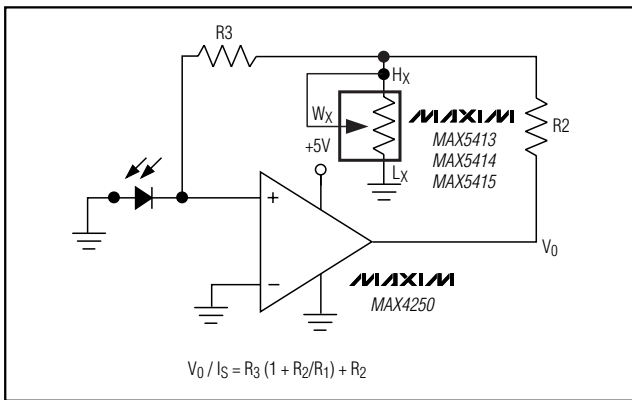 R3
HX
WX
MAXIM
R2
+5V
MAX5413
MAX5414
MAX5415
LX
+
V0
−
MAXIM
MAX4250
V0 / IS = R3 (1 + R2/R1) + R2